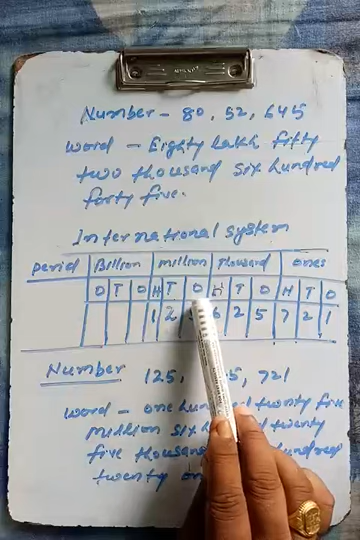 Number - 80, 52, 645
Word - Eighty lakh fifty
two thousand six hundred
forty five.
International system
Period Billion million Thousand ones
O T O H T O H T O H T O
1 2 6 2 5 7 2 1
Number 125, 5, 721
Word - one hundred twenty five
million six twenty
five thousand hundred
twenty